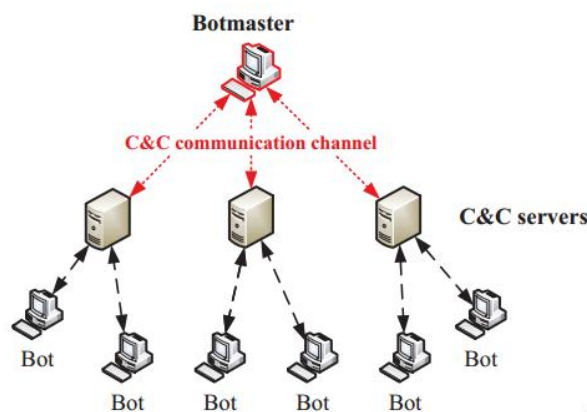 Botmaster
C&C communication channel
C&C servers
Bot
Bot
Bot
Bot
Bot
Bot